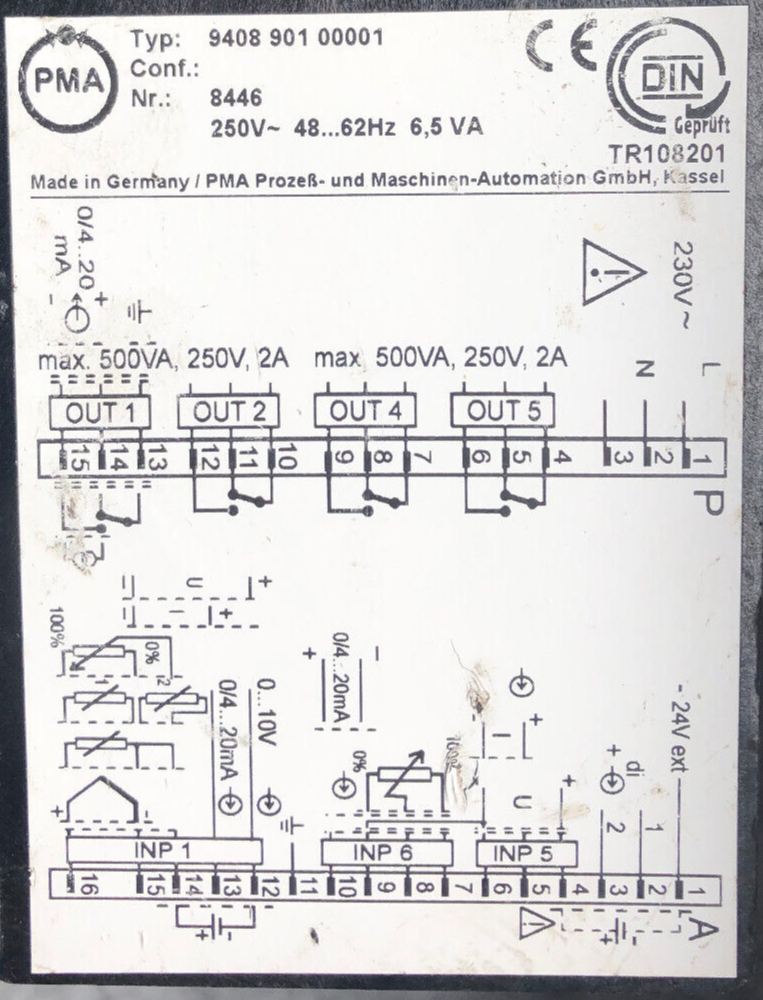 PMA
Typ: 9408 901 00001
Conf.:
Nr.: 8446
250V~ 48...62Hz 6,5 VA
CE
DIN
Geprüft
TR108201
Made in Germany / PMA Prozeß- und Maschinen-Automation GmbH, Kassel
0/4..20
mA
- +
230V~
N L
max. 500VA, 250V, 2A max. 500VA, 250V, 2A
OUT 1 OUT 2 OUT 4 OUT 5
15 14 13 12 11 10 9 8 7 6 5 4 3 2 1
P
U +
I +
100% 0%
1 2
0/4...20mA
0...10V
+ -
0/4...20mA
I +
- 24V ext
0%
U +
+ di
2 1
+ -
INP 1 INP 6 INP 5
16 15 14 13 12 11 10 9 8 7 6 5 4 3 2 1
A
+ -
+ -